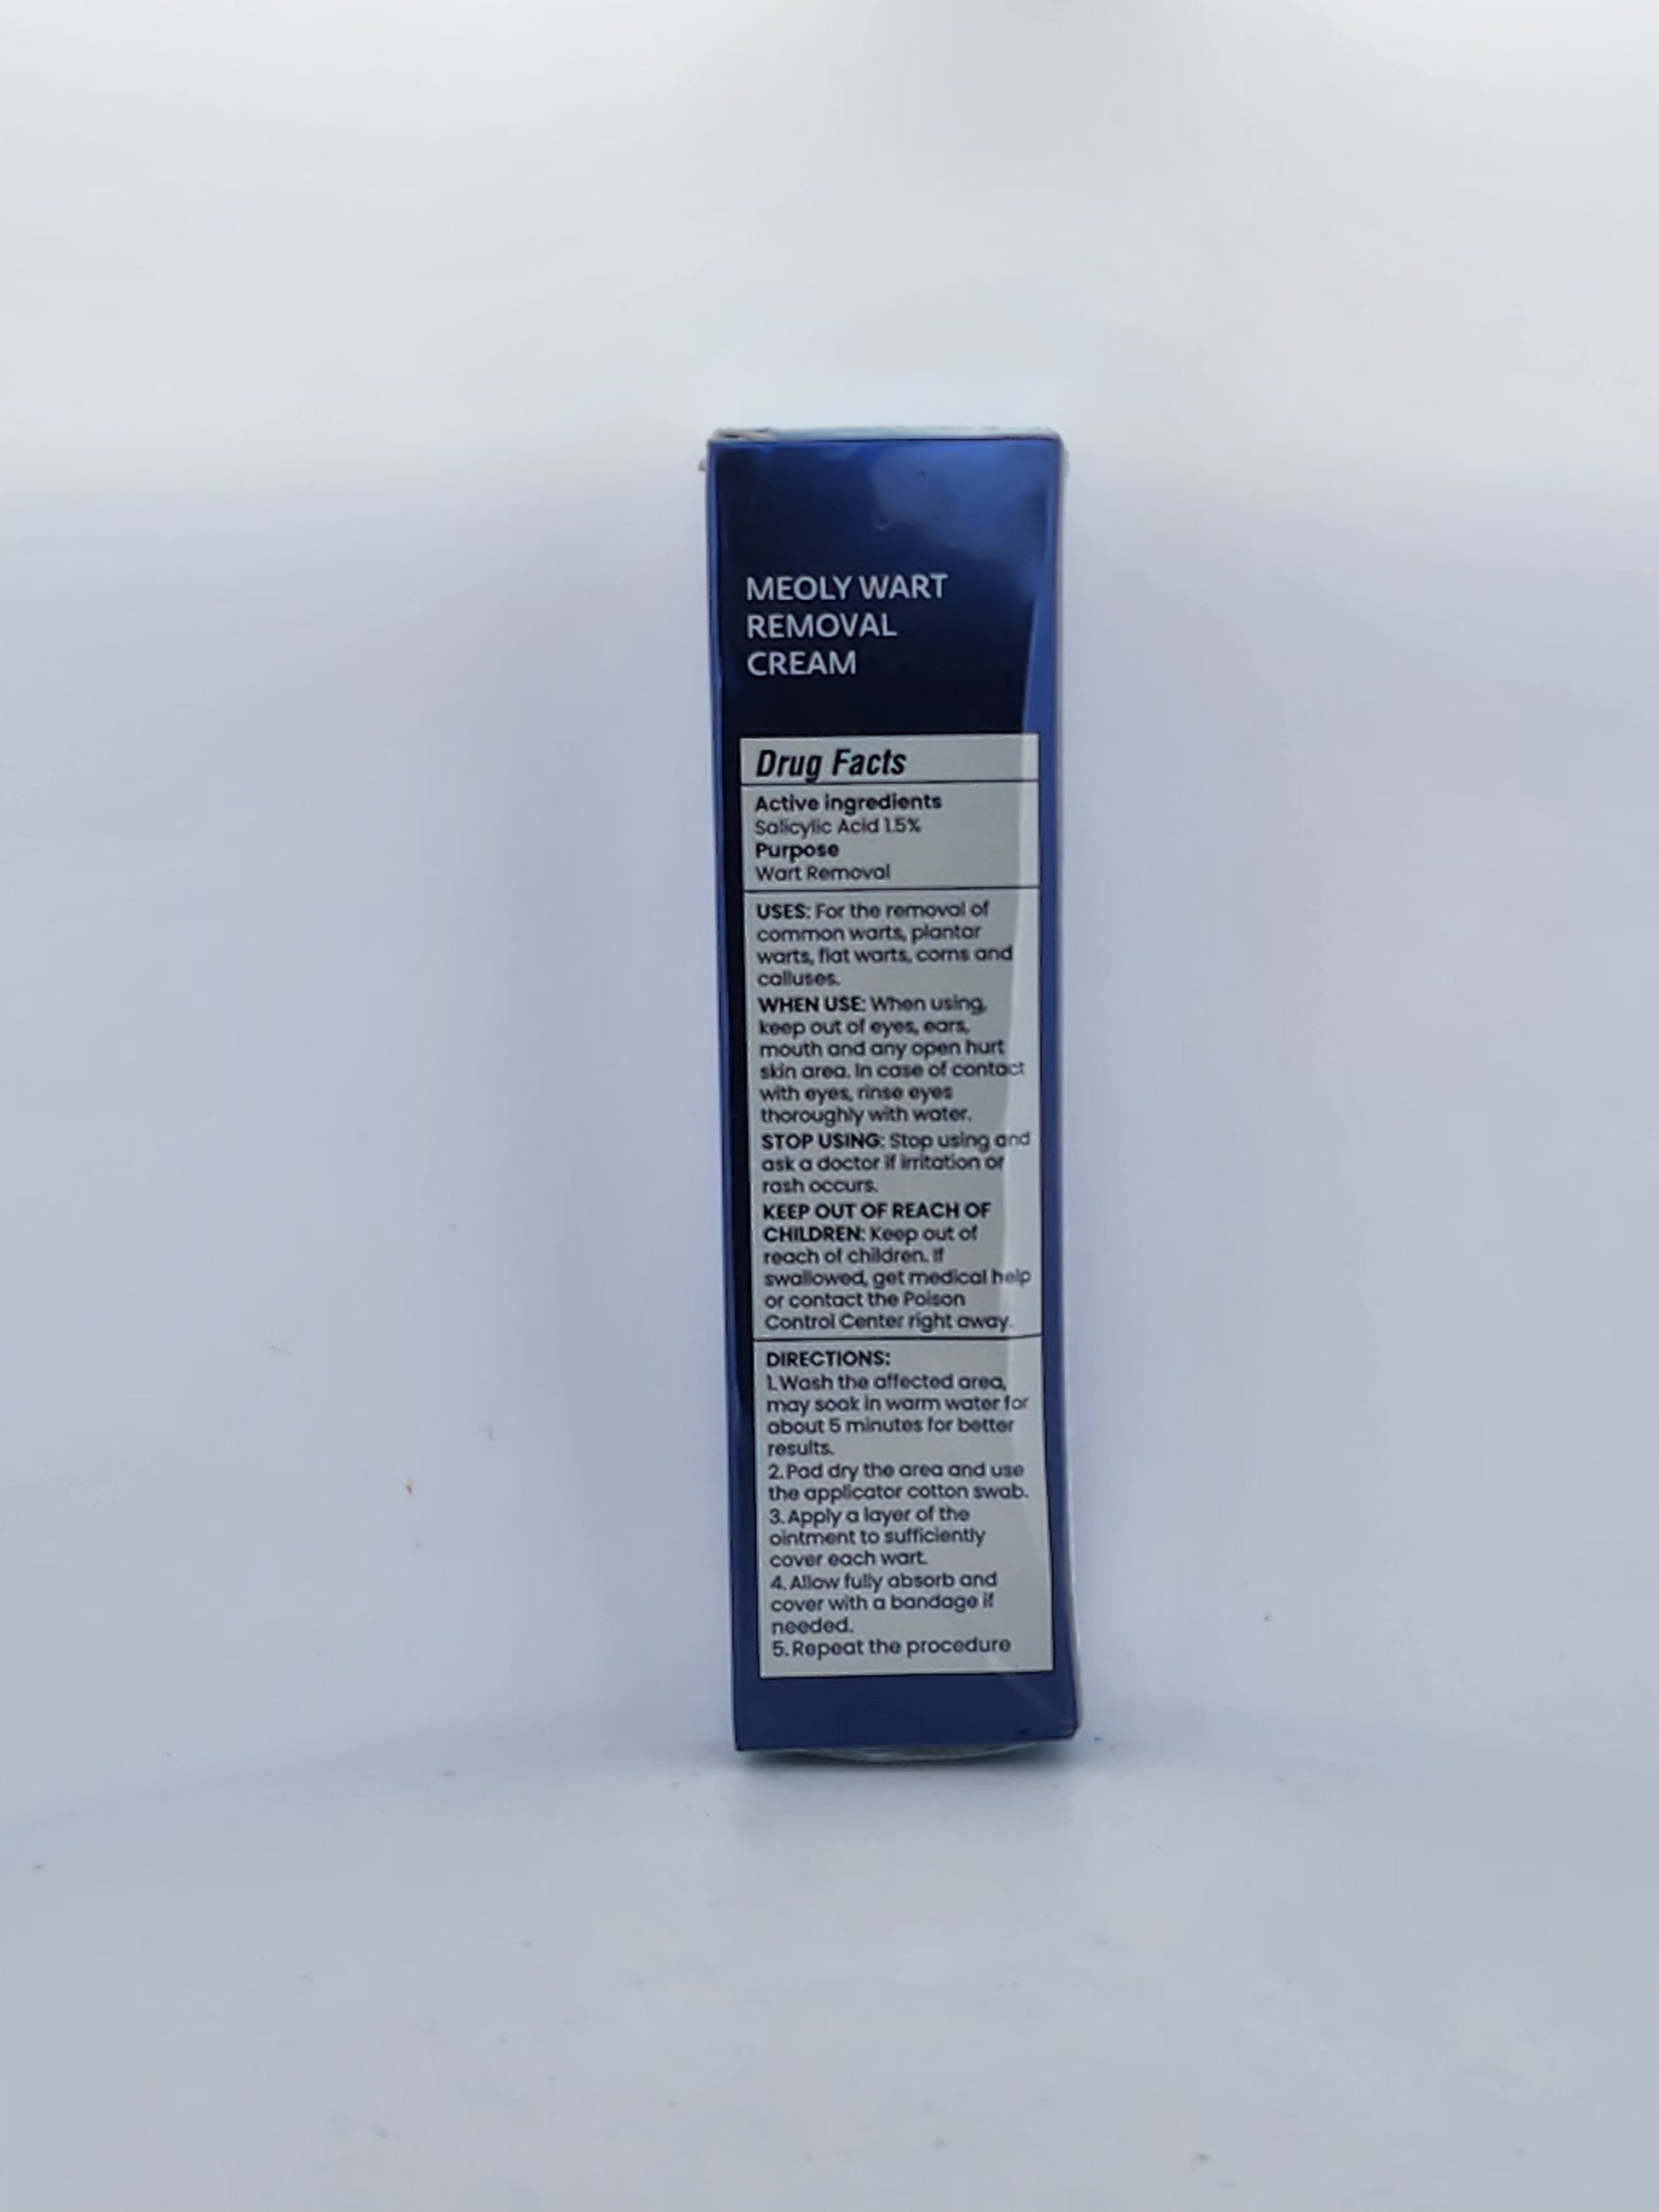 MEOLY WART
REMOVAL
CREAM
Drug Facts
Active ingredients
Salicylic Acid 1.5%
Purpose
Wart Removal
USES: For the removal of
common warts, plantar
warts, flat warts, corns and
calluses.
WHEN USE: When using,
keep out of eyes, ears,
mouth and any open hurt
skin area. In case of contact
with eyes, rinse eyes
thoroughly with water.
STOP USING: Stop using and
ask a doctor if irritation or
rash occurs.
KEEP OUT OF REACH OF
CHILDREN: Keep out of
reach of children. If
swallowed, get medical help
or contact the Poison
Control Center right away.
DIRECTIONS:
1.Wash the affected area,
may soak in warm water for
about 5 minutes for better
results.
2.Pad dry the area and use
the applicator cotton swab.
3.Apply a layer of the
ointment to sufficiently
cover each wart.
4.Allow fully absorb and
cover with a bandage if
needed.
5.Repeat the procedure